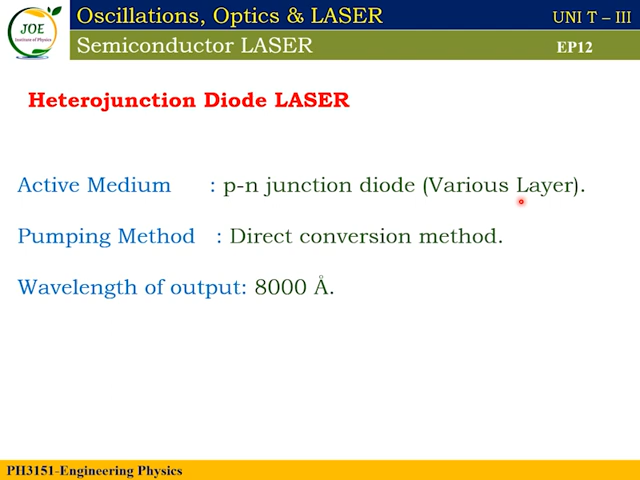 JOE
Institute of Physics
Oscillations, Optics & LASER
UNI T – III
Semiconductor LASER
EP12
Heterojunction Diode LASER
Active Medium : p-n junction diode (Various Layer).
Pumping Method : Direct conversion method.
Wavelength of output: 8000 Å.
PH3151-Engineering Physics